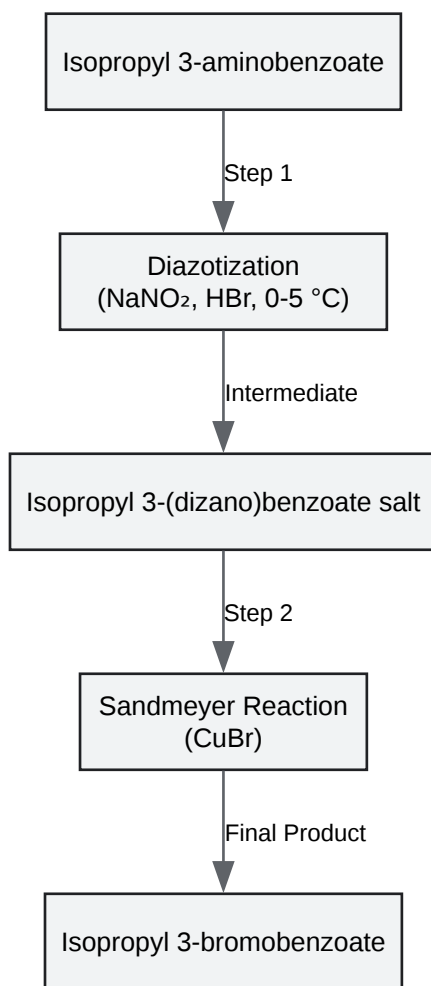 Isopropyl 3-aminobenzoate
Step 1
Diazotization
(NaNO₂, HBr, 0-5 °C)
Intermediate
Isopropyl 3-(dizano)benzoate salt
Step 2
Sandmeyer Reaction
(CuBr)
Final Product
Isopropyl 3-bromobenzoate